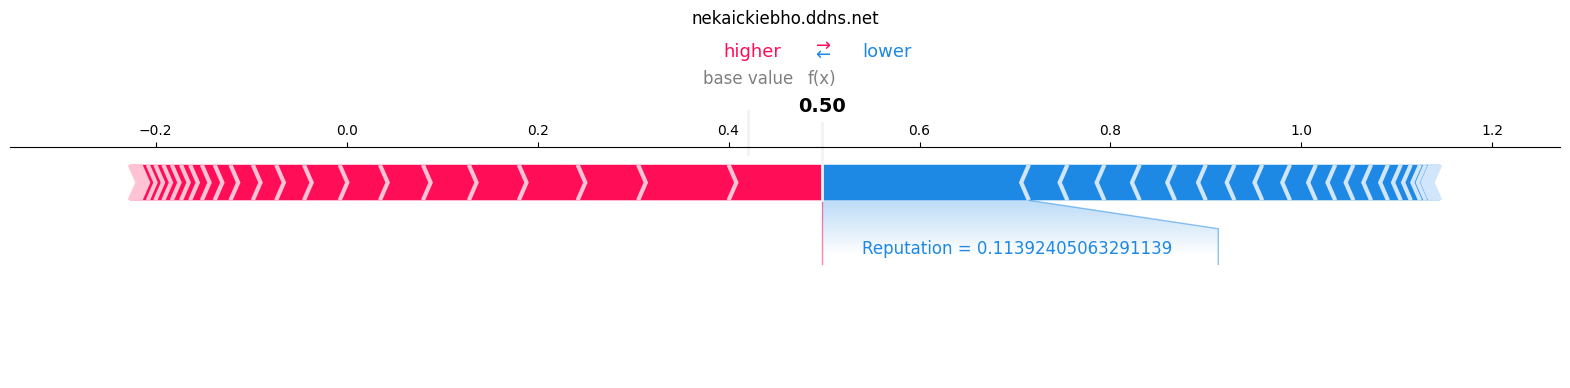 nekaickiebho.ddns.net
higher ⇄ lower
base value f(x)
0.50
−0.2 0.0 0.2 0.4 0.6 0.8 1.0 1.2
Reputation = 0.11392405063291139